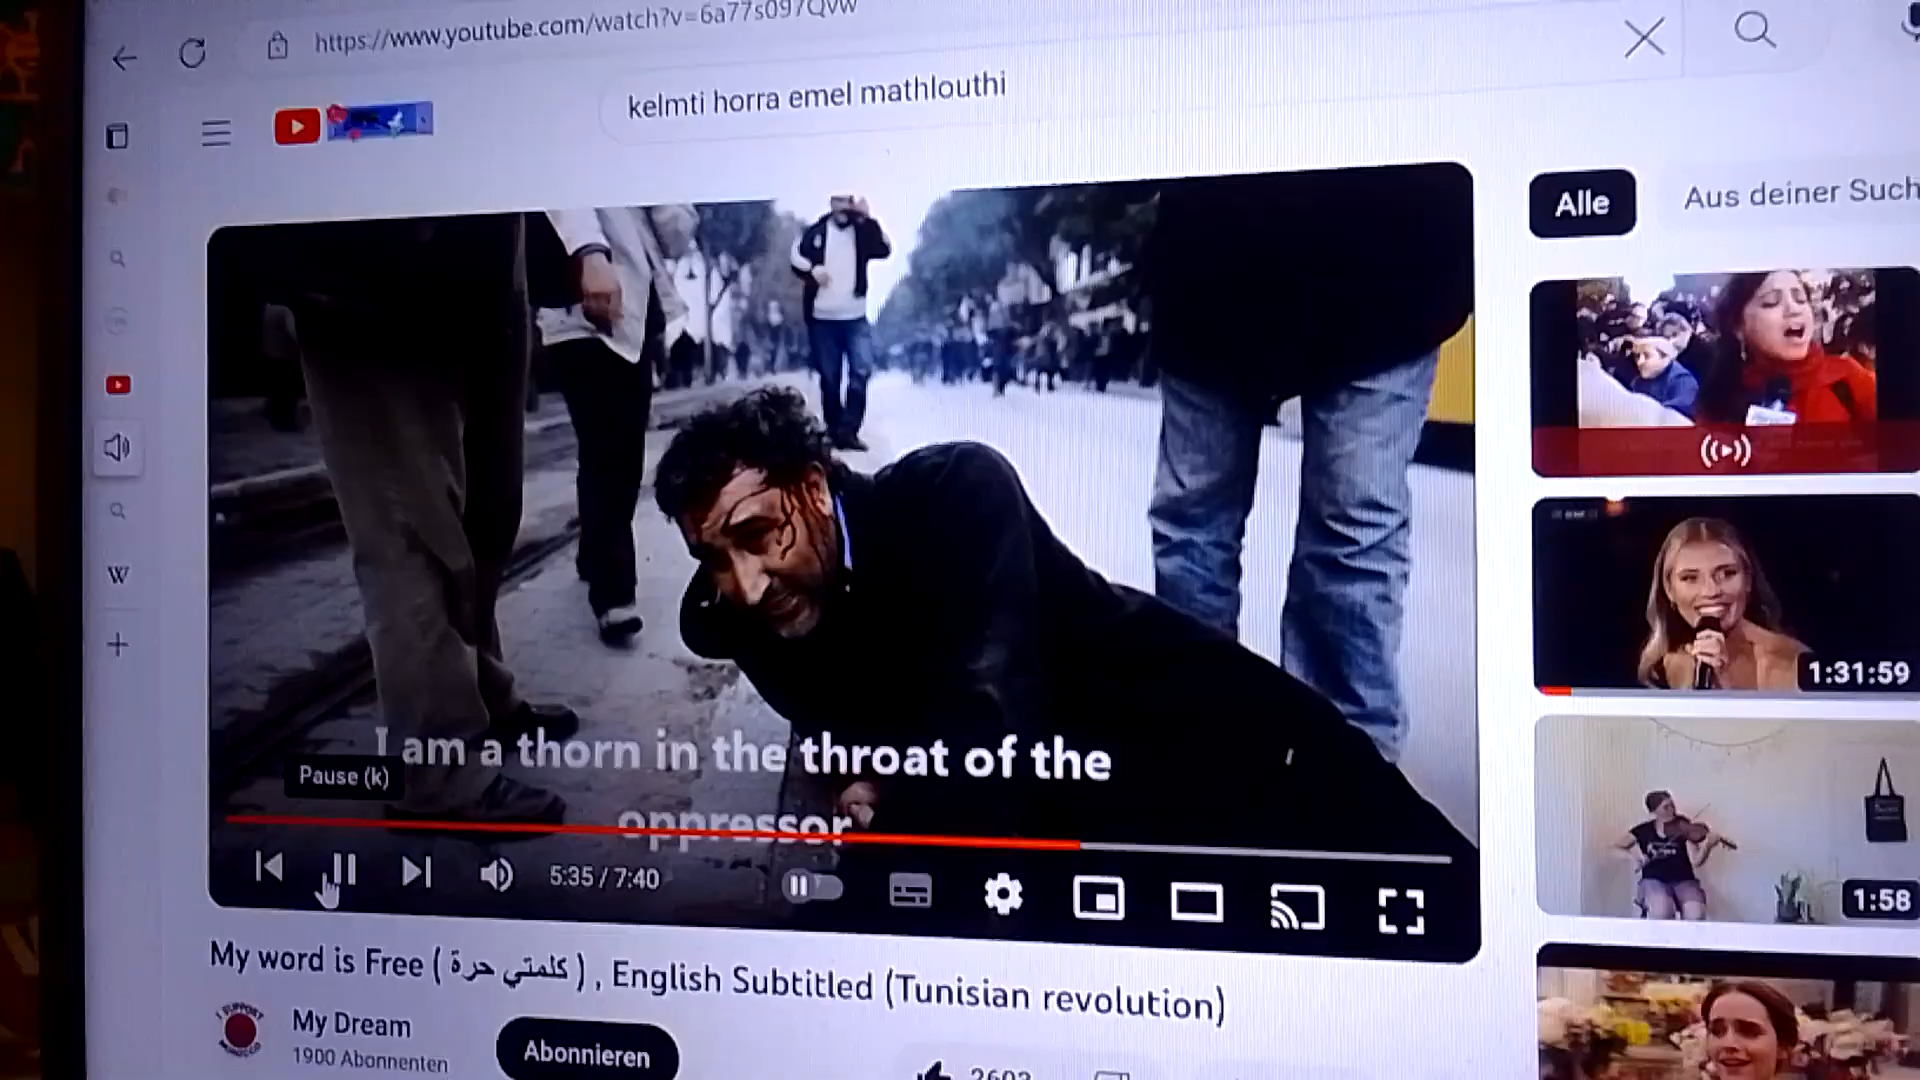 https://www.youtube.com/watch?v=6a77s097Qvw
kelmti horra emel mathlouthi
Alle
Aus deiner Such
I am a thorn in the throat of the
oppressor
Pause (k)
5:35 / 7:40
1:31:59
1:58
W
My word is Free ( كلمتي حرة ) , English Subtitled (Tunisian revolution)
My Dream
1900 Abonnenten
Abonnieren
I SUPPORT